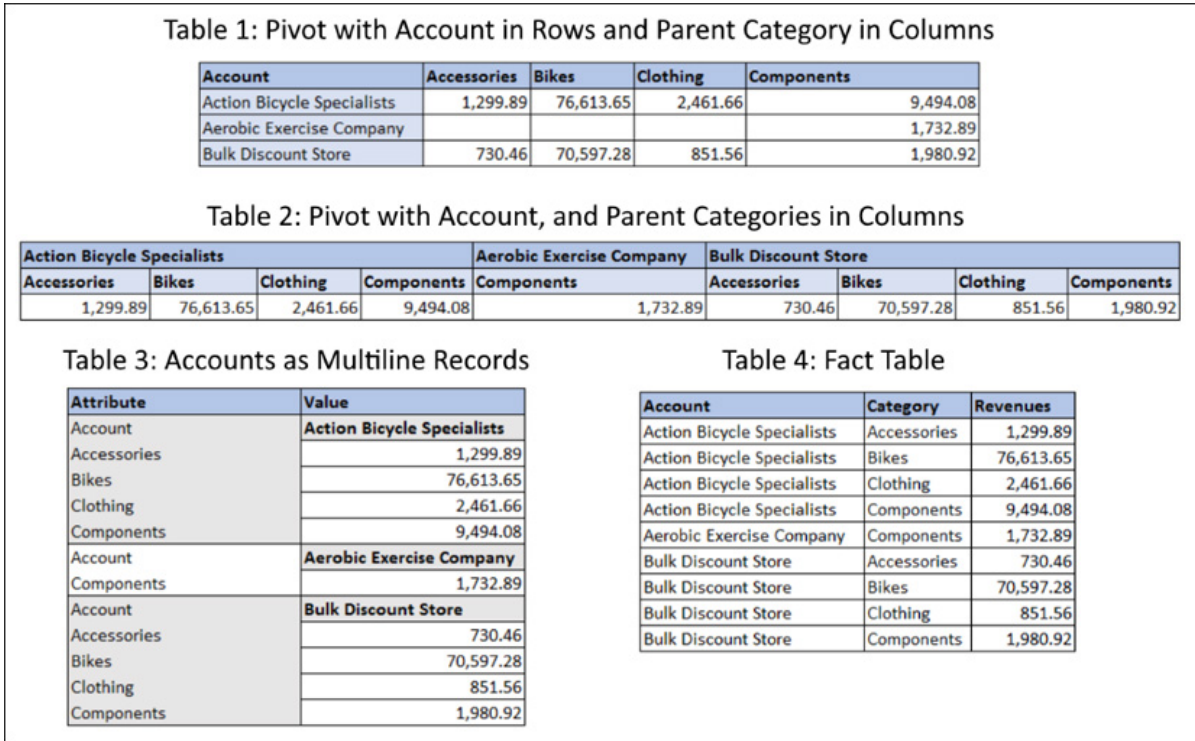 Table 1: Pivot with Account in Rows and Parent Category in Columns
Account Accessories Bikes Clothing Components
Action Bicycle Specialists 1,299.89 76,613.65 2,461.66 9,494.08
Aerobic Exercise Company 1,732.89
Bulk Discount Store 730.46 70,597.28 851.56 1,980.92
Table 2: Pivot with Account, and Parent Categories in Columns
Action Bicycle Specialists Aerobic Exercise Company Bulk Discount Store
Accessories Bikes Clothing Components Components Accessories Bikes Clothing Components
1,299.89 76,613.65 2,461.66 9,494.08 1,732.89 730.46 70,597.28 851.56 1,980.92
Table 3: Accounts as Multiline Records
Attribute Value
Account Action Bicycle Specialists
Accessories 1,299.89
Bikes 76,613.65
Clothing 2,461.66
Components 9,494.08
Account Aerobic Exercise Company
Components 1,732.89
Account Bulk Discount Store
Accessories 730.46
Bikes 70,597.28
Clothing 851.56
Components 1,980.92
Table 4: Fact Table
Account Category Revenues
Action Bicycle Specialists Accessories 1,299.89
Action Bicycle Specialists Bikes 76,613.65
Action Bicycle Specialists Clothing 2,461.66
Action Bicycle Specialists Components 9,494.08
Aerobic Exercise Company Components 1,732.89
Bulk Discount Store Accessories 730.46
Bulk Discount Store Bikes 70,597.28
Bulk Discount Store Clothing 851.56
Bulk Discount Store Components 1,980.92